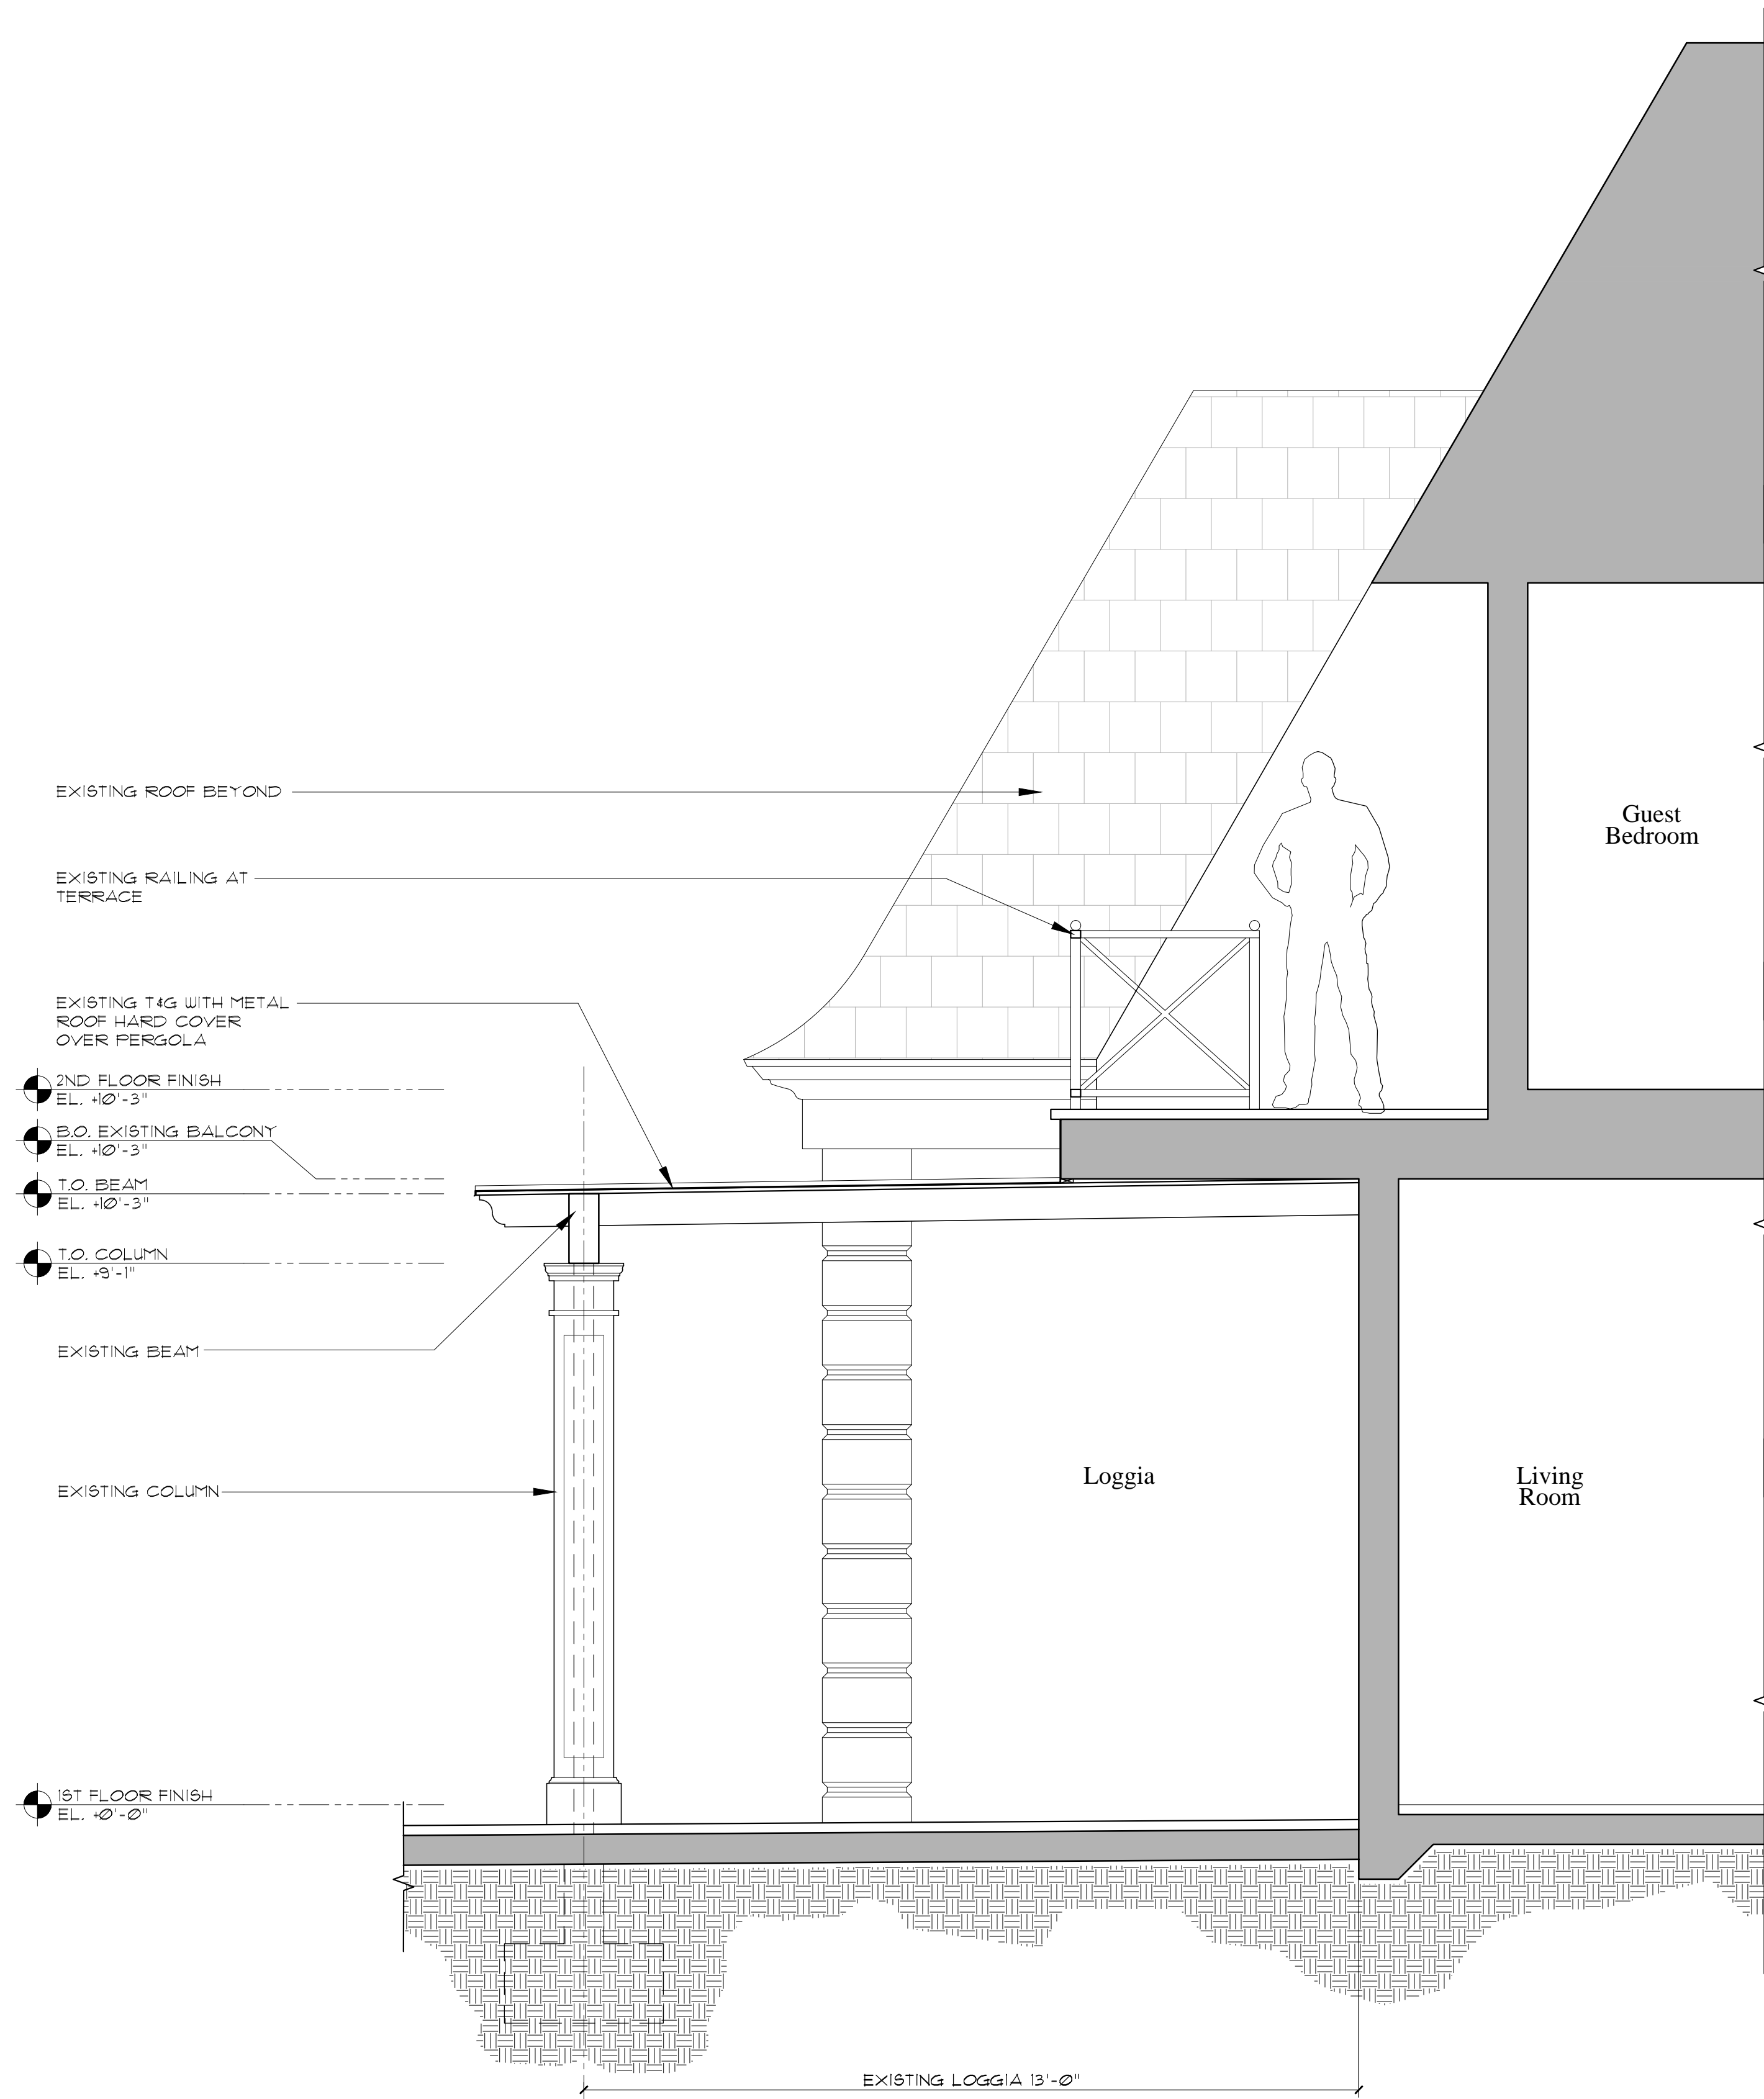 EXISTING ROOF BEYOND
Guest
Bedroom
EXISTING RAILING AT
TERRACE
EXISTING T&G WITH METAL
ROOF HARD COVER
OVER PERGOLA
2ND FLOOR FINISH
EL. +10'-3"
B.O. EXISTING BALCONY
EL. +10'-3"
T.O. BEAM
EL. +10'-3"
T.O. COLUMN
EL. +9'-1"
EXISTING BEAM
EXISTING COLUMN
Loggia
Living
Room
1ST FLOOR FINISH
EL. +0'-0"
EXISTING LOGGIA 13'-0"